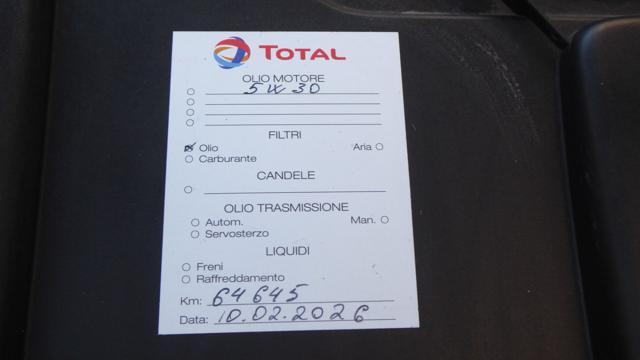 TOTAL
OLIO MOTORE
5W30
FILTRI
Olio Aria
Carburante
CANDELE
OLIO TRASMISSIONE
Autom. Man.
Servosterzo
LIQUIDI
Freni
Raffreddamento
Km: 64645
Data: 10.02.2026